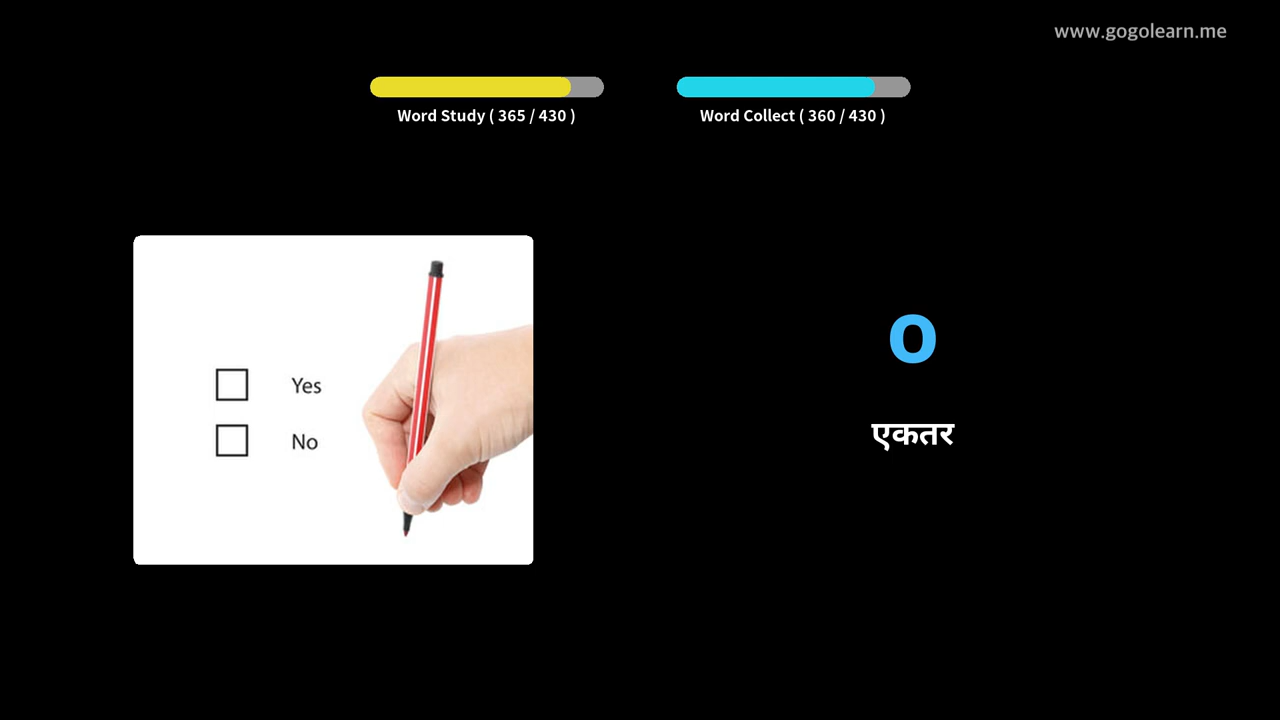 www.gogolearn.me
Word Study ( 365 / 430 )
Word Collect ( 360 / 430 )
Yes
No
o
एकतर